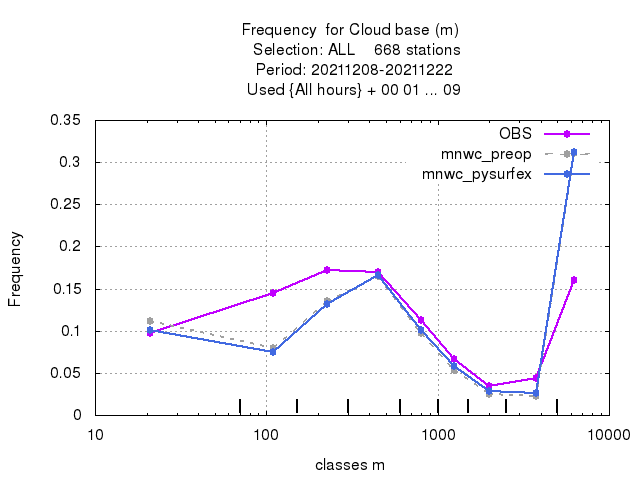 Frequency  for Cloud base (m)
Selection: ALL    668 stations
Period: 20211208-20211222
Used {All hours} + 00 01 ... 09
OBS
mnwc_preop
mnwc_pysurfex
0.35
0.3
0.25
0.2
0.15
0.1
0.05
0
Frequency
10 100 1000 10000
classes m